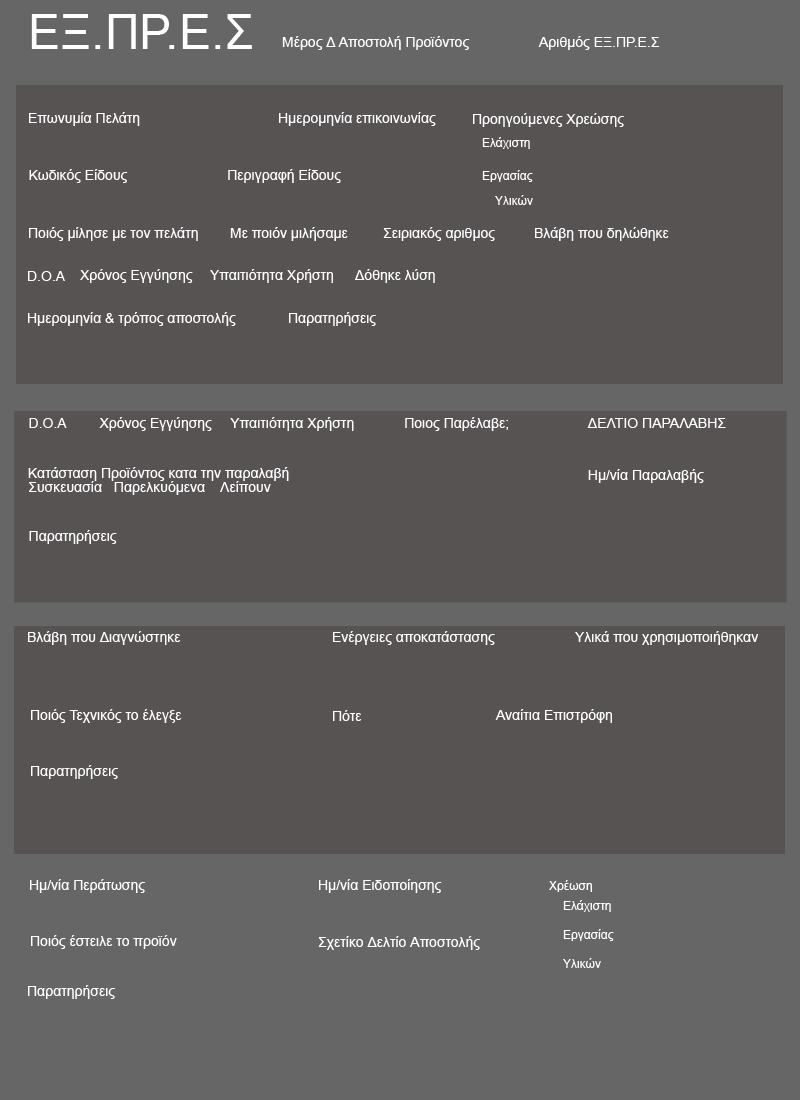 ΕΞ.ΠΡ.Ε.Σ Μέρος Δ Αποστολή Προϊόντος Αριθμός ΕΞ.ΠΡ.Ε.Σ
Επωνυμία Πελάτη Ημερομηνία επικοινωνίας Προηγούμενες Χρεώσης
Ελάχιστη
Κωδικός Είδους Περιγραφή Είδους Εργασίας
Υλικών
Ποιός μίλησε με τον πελάτη Με ποιόν μιλήσαμε Σειριακός αριθμος Βλάβη που δηλώθηκε
D.O.A Χρόνος Εγγύησης Υπαιτιότητα Χρήστη Δόθηκε λύση
Ημερομηνία & τρόπος αποστολής Παρατηρήσεις
D.O.A Χρόνος Εγγύησης Υπαιτιότητα Χρήστη Ποιος Παρέλαβε; ΔΕΛΤΙΟ ΠΑΡΑΛΑΒΗΣ
Κατάσταση Προϊόντος κατα την παραλαβή Ημ/νία Παραλαβής
Συσκευασία Παρελκυόμενα Λείπουν
Παρατηρήσεις
Βλάβη που Διαγνώστηκε Ενέργειες αποκατάστασης Υλικά που χρησιμοποιήθηκαν
Ποιός Τεχνικός το έλεγξε Πότε Αναίτια Επιστρόφη
Παρατηρήσεις
Ημ/νία Περάτωσης Ημ/νία Ειδοποίησης Χρέωση
Ελάχιστη
Ποιός έστειλε το προϊόν Σχετίκο Δελτίο Αποστολής Εργασίας
Υλικών
Παρατηρήσεις